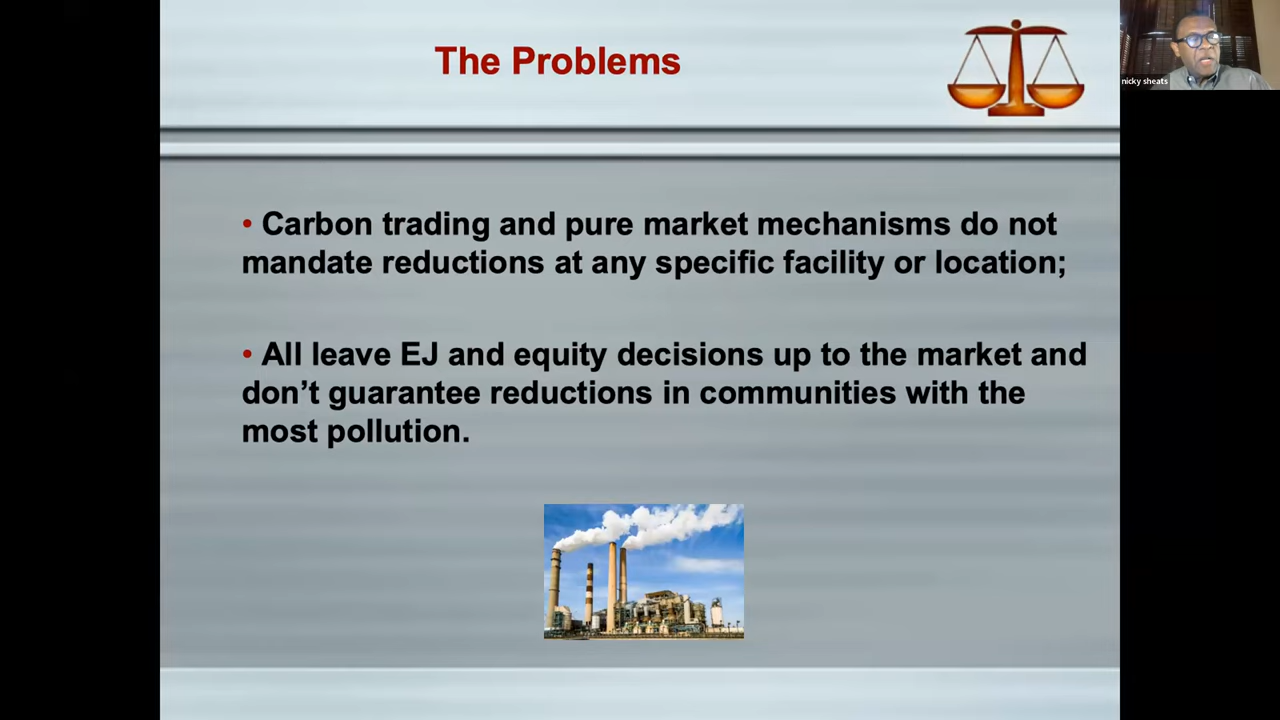 The Problems
nicky sheats
• Carbon trading and pure market mechanisms do not
mandate reductions at any specific facility or location;
• All leave EJ and equity decisions up to the market and
don’t guarantee reductions in communities with the
most pollution.